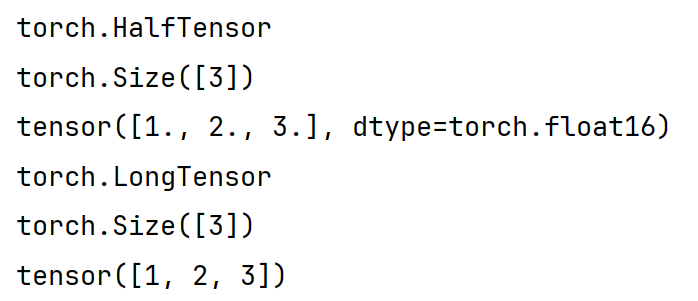 torch.HalfTensor
torch.Size([3])
tensor([1., 2., 3.], dtype=torch.float16)
torch.LongTensor
torch.Size([3])
tensor([1, 2, 3])